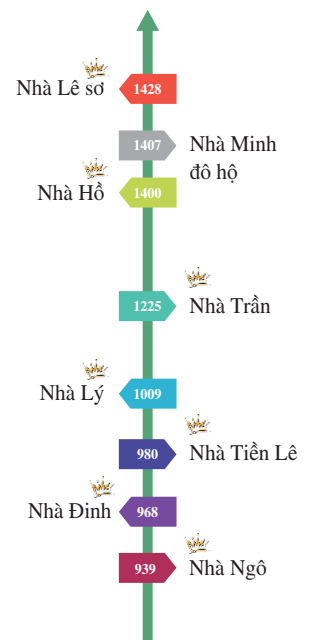 Nhà Lê sơ
1428
1407
Nhà Minh
đô hộ
Nhà Hồ
1400
1225
Nhà Trần
Nhà Lý
1009
980
Nhà Tiền Lê
Nhà Đinh
968
939
Nhà Ngô